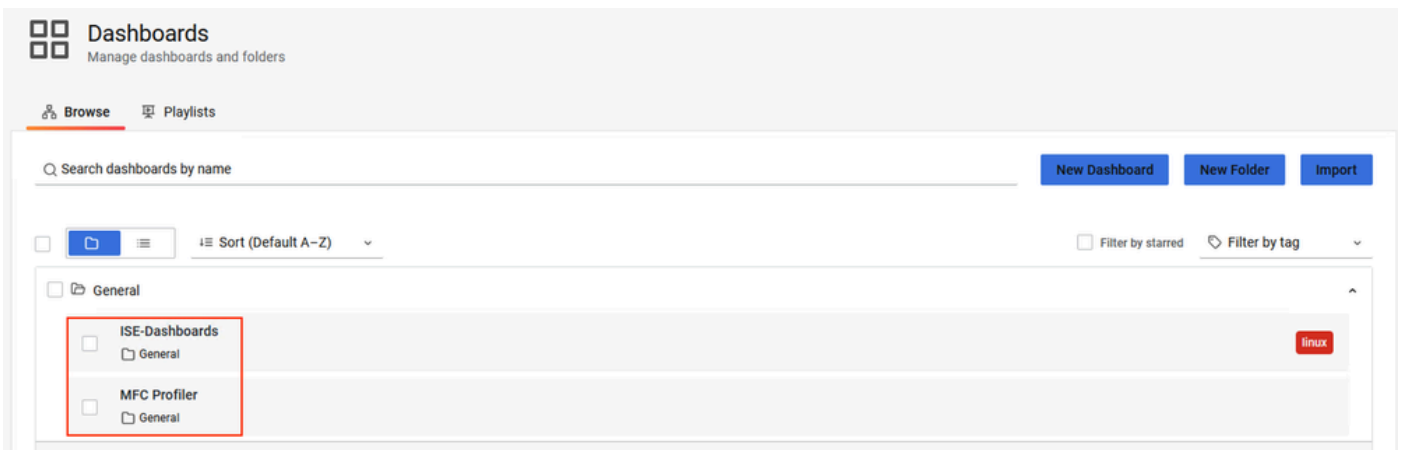 Dashboards
Manage dashboards and folders
Browse Playlists
Search dashboards by name
New Dashboard New Folder Import
Sort (Default A–Z) Filter by starred Filter by tag
General
ISE-Dashboards
General
linux
MFC Profiler
General